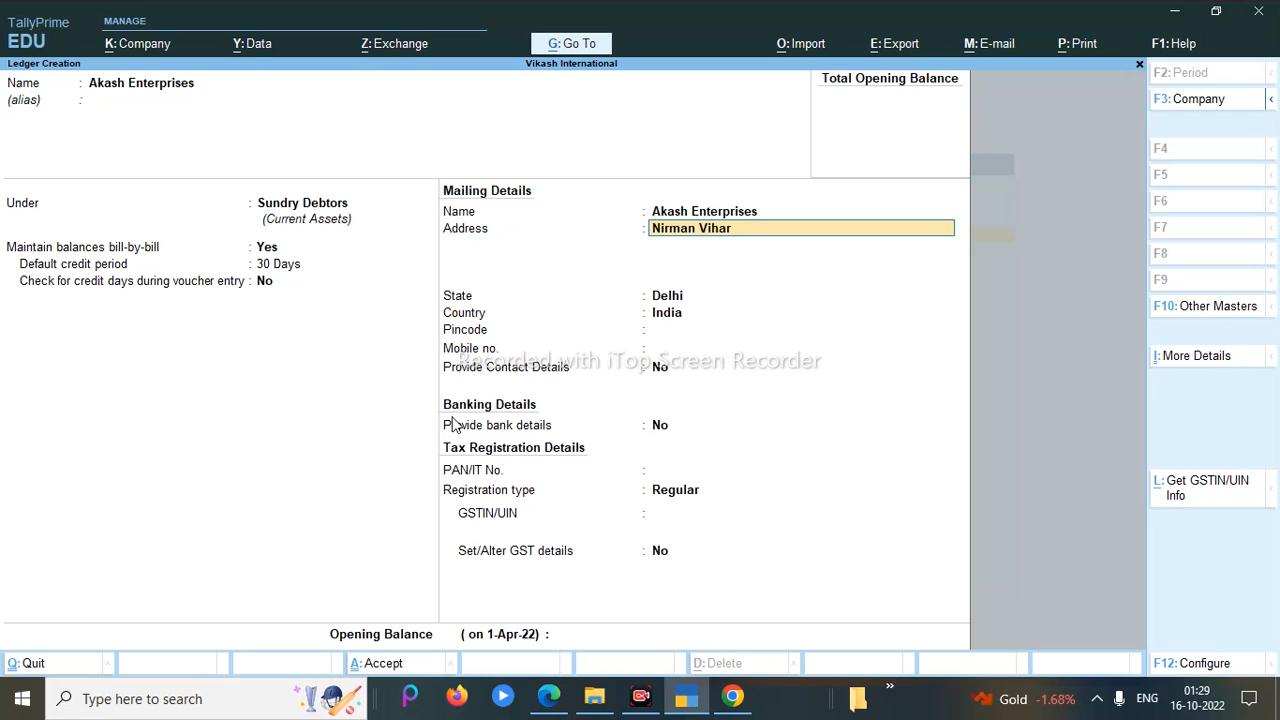 TallyPrime
EDU
MANAGE
K: Company
Y: Data
Z: Exchange
G: Go To
O: Import
E: Export
M: E-mail
P: Print
F1: Help
Ledger Creation
Vikash International
Name : Akash Enterprises
(alias) :
Total Opening Balance
Under : Sundry Debtors
(Current Assets)
Maintain balances bill-by-bill : Yes
Default credit period : 30 Days
Check for credit days during voucher entry : No
Mailing Details
Name : Akash Enterprises
Address : Nirman Vihar
State : Delhi
Country : India
Pincode :
Mobile no. :
Recorded with iTop Screen Recorder
Provide Contact Details : No
Banking Details
Provide bank details : No
Tax Registration Details
PAN/IT No. :
Registration type : Regular
GSTIN/UIN :
Set/Alter GST details : No
Opening Balance ( on 1-Apr-22) :
F2: Period
F3: Company
F4
F5
F6
F7
F8
F9
F10: Other Masters
I: More Details
L: Get GSTIN/UIN
Info
Q: Quit
A: Accept
D: Delete
F12: Configure
Type here to search
Gold -1.68%
ENG
01:29
16-10-2022